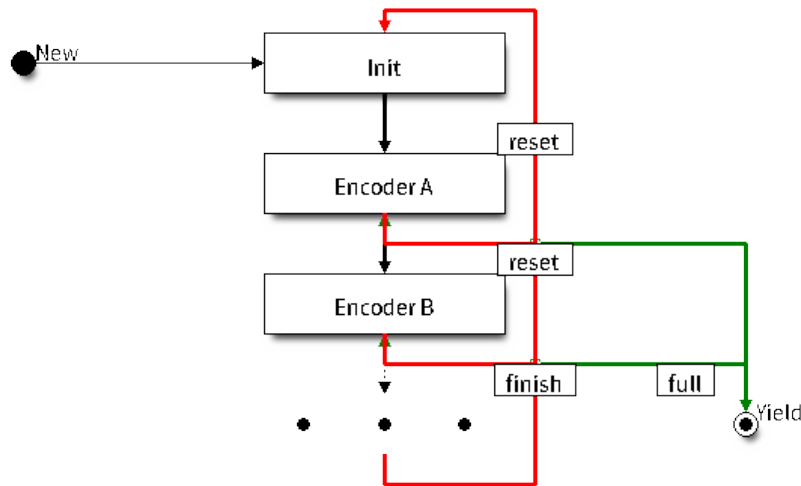 New
Init
reset
Encoder A
reset
Encoder B
finish
full
Yield